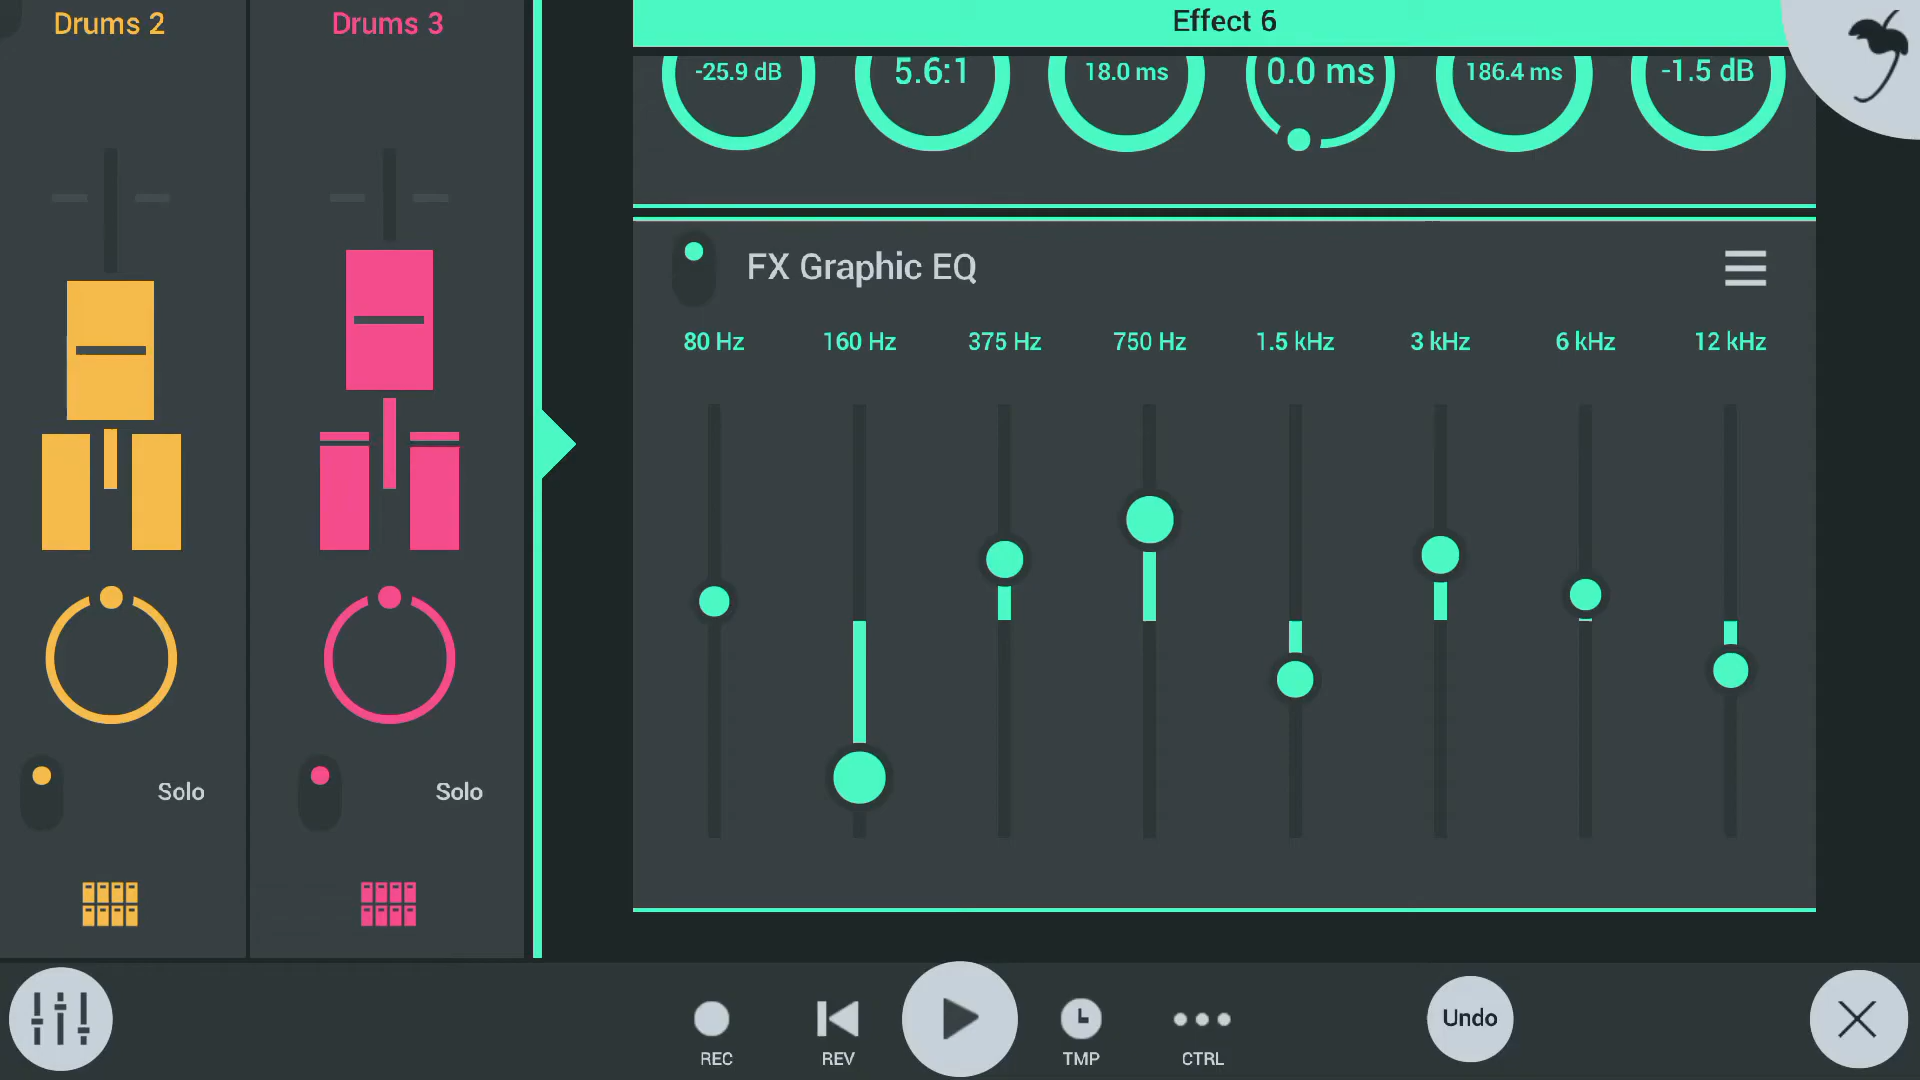 Drums 2
Drums 3
Effect 6
-25.9 dB
5.6:1
18.0 ms
0.0 ms
186.4 ms
-1.5 dB
FX Graphic EQ
80 Hz
160 Hz
375 Hz
750 Hz
1.5 kHz
3 kHz
6 kHz
12 kHz
Solo
Solo
REC
REV
TMP
CTRL
Undo